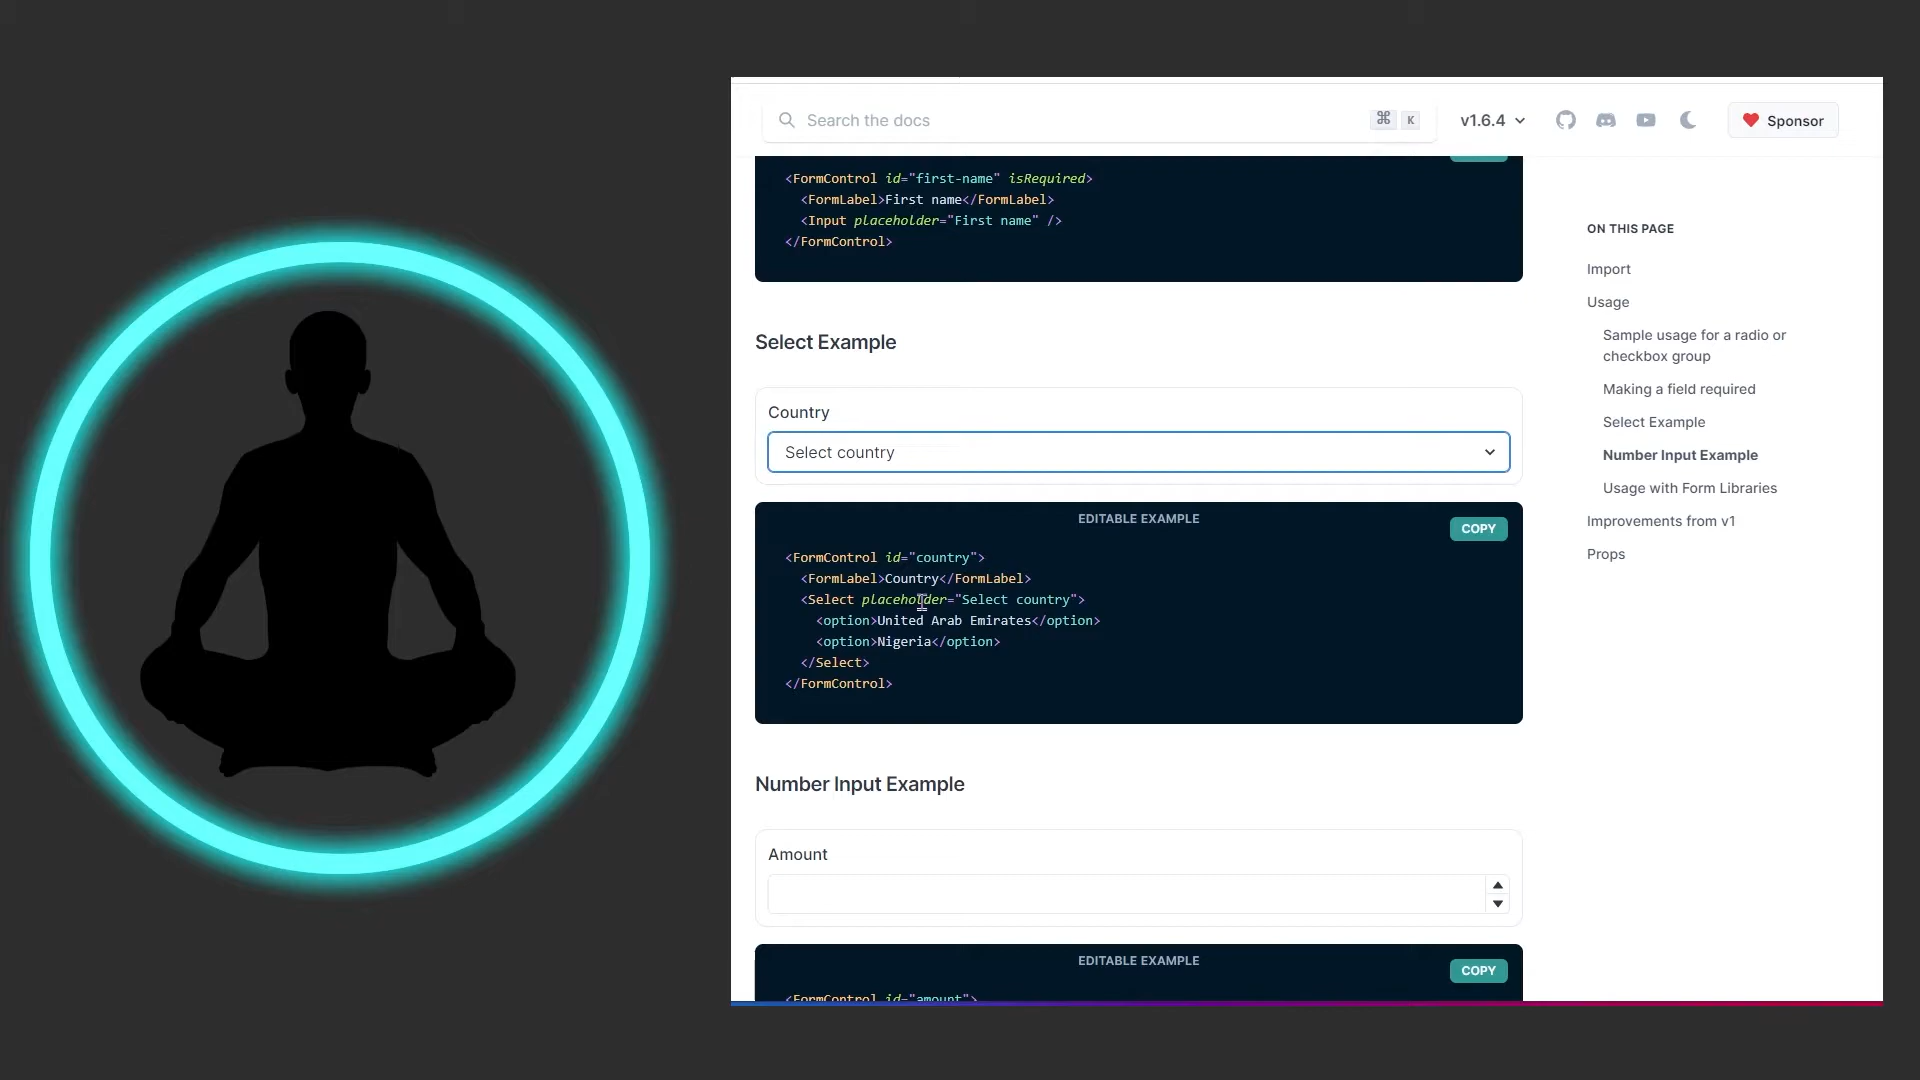 Search the docs
⌘ K
v1.6.4
Sponsor
<FormControl id="first-name" isRequired>
<FormLabel>First name</FormLabel>
<Input placeholder="First name" />
</FormControl>
Select Example
Country
Select country
EDITABLE EXAMPLE
COPY
<FormControl id="country">
<FormLabel>Country</FormLabel>
<Select placeholder="Select country">
<option>United Arab Emirates</option>
<option>Nigeria</option>
</Select>
</FormControl>
Number Input Example
Amount
EDITABLE EXAMPLE
COPY
<FormControl id="amount">
ON THIS PAGE
Import
Usage
Sample usage for a radio or
checkbox group
Making a field required
Select Example
Number Input Example
Usage with Form Libraries
Improvements from v1
Props